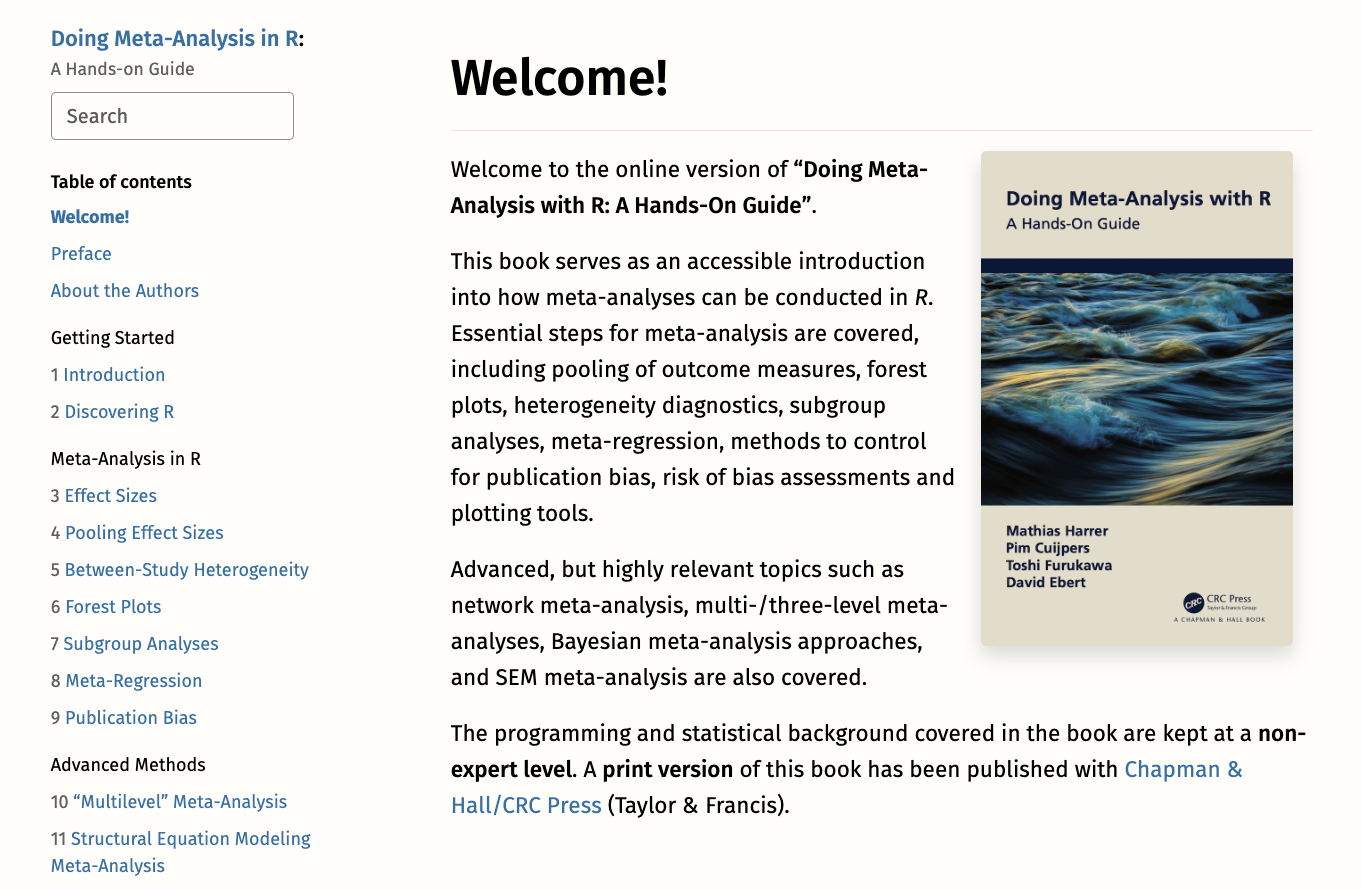 Doing Meta-Analysis in R:
A Hands-on Guide
Search
Table of contents
Welcome!
Preface
About the Authors
Getting Started
1 Introduction
2 Discovering R
Meta-Analysis in R
3 Effect Sizes
4 Pooling Effect Sizes
5 Between-Study Heterogeneity
6 Forest Plots
7 Subgroup Analyses
8 Meta-Regression
9 Publication Bias
Advanced Methods
10 “Multilevel” Meta-Analysis
11 Structural Equation Modeling
Meta-Analysis
Welcome!
Welcome to the online version of “Doing Meta-
Analysis with R: A Hands-On Guide”.
This book serves as an accessible introduction
into how meta-analyses can be conducted in R.
Essential steps for meta-analysis are covered,
including pooling of outcome measures, forest
plots, heterogeneity diagnostics, subgroup
analyses, meta-regression, methods to control
for publication bias, risk of bias assessments and
plotting tools.
Advanced, but highly relevant topics such as
network meta-analysis, multi-/three-level meta-
analyses, Bayesian meta-analysis approaches,
and SEM meta-analysis are also covered.
The programming and statistical background covered in the book are kept at a non-
expert level. A print version of this book has been published with Chapman &
Hall/CRC Press (Taylor & Francis).
Doing Meta-Analysis with R
A Hands-On Guide
Mathias Harrer
Pim Cuijpers
Toshi Furukawa
David Ebert
CRC
CRC Press
Taylor & Francis Group
A CHAPMAN & HALL BOOK